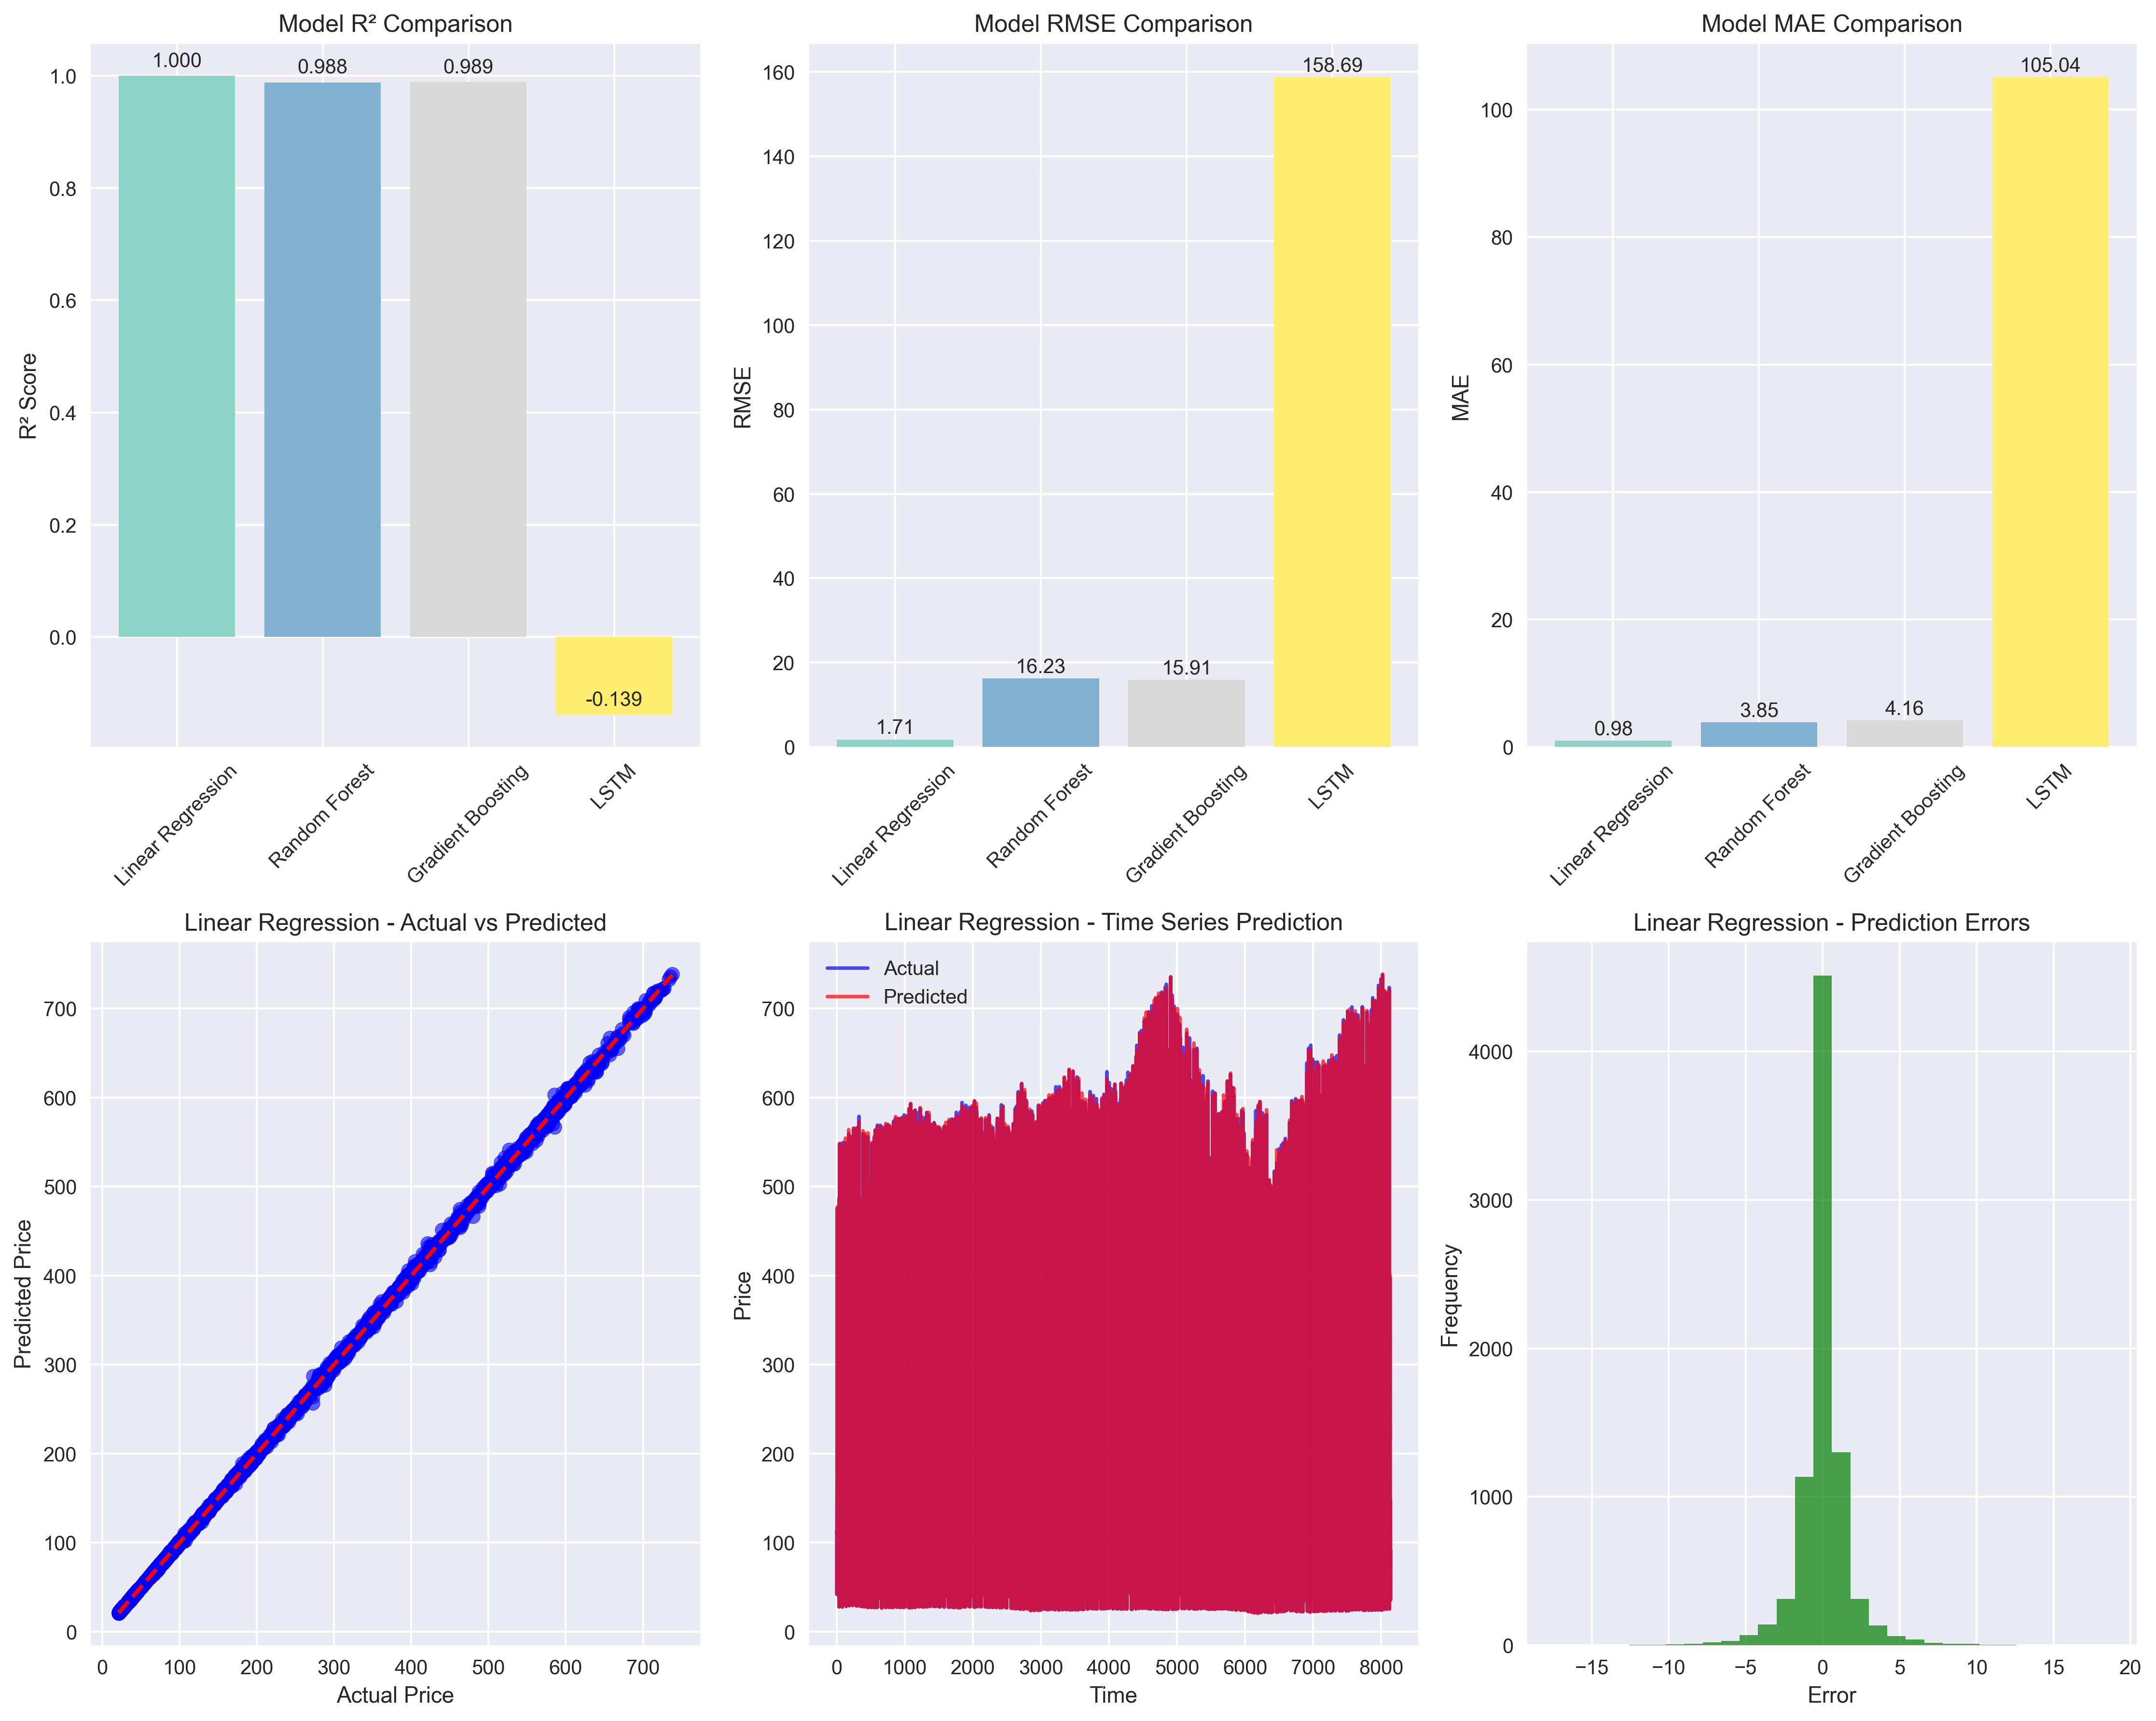 Model R² Comparison
1.000
0.988
0.989
-0.139
1.0
0.8
0.6
0.4
0.2
0.0
R² Score
Linear Regression
Random Forest
Gradient Boosting
LSTM
Model RMSE Comparison
158.69
16.23
15.91
1.71
160
140
120
100
80
60
40
20
0
RMSE
Linear Regression
Random Forest
Gradient Boosting
LSTM
Model MAE Comparison
105.04
0.98
3.85
4.16
100
80
60
40
20
0
MAE
Linear Regression
Random Forest
Gradient Boosting
LSTM
Linear Regression - Actual vs Predicted
700
600
500
400
300
200
100
0
Predicted Price
0 100 200 300 400 500 600 700
Actual Price
Linear Regression - Time Series Prediction
Actual
Predicted
700
600
500
400
300
200
100
0
Price
0 1000 2000 3000 4000 5000 6000 7000 8000
Time
Linear Regression - Prediction Errors
4000
3000
2000
1000
0
Frequency
−15 −10 −5 0 5 10 15 20
Error